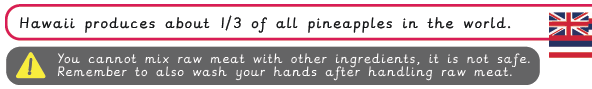 Hawaii produces about 1/3 of all pineapples in the world.
You cannot mix raw meat with other ingredients, it is not safe.
Remember to also wash your hands after handling raw meat.